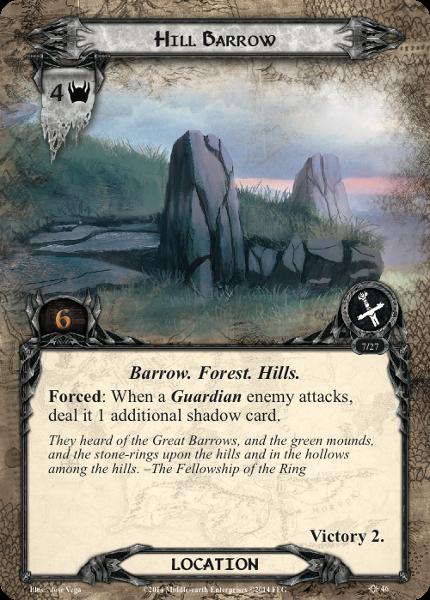 Hill Barrow
4
6
7/27
Barrow. Forest. Hills.
Forced: When a Guardian enemy attacks,
deal it 1 additional shadow card.
They heard of the Great Barrows, and the green mounds,
and the stone-rings upon the hills and in the hollows
among the hills. –The Fellowship of the Ring
Victory 2.
LOCATION
Illus. Jose Vega
©2014 Middle-earth Enterprises ©2014 FFG
46